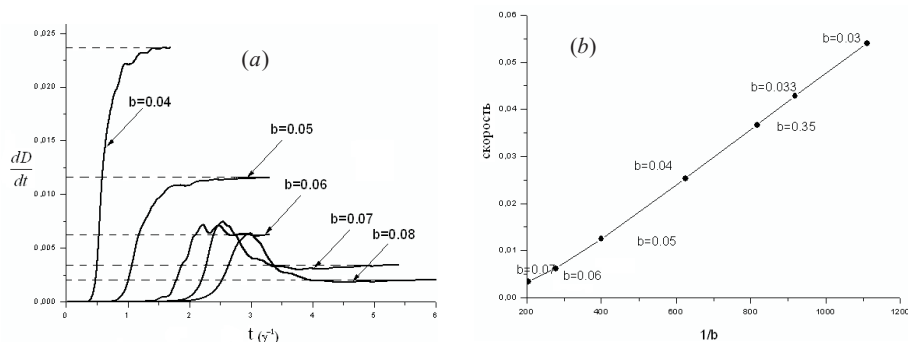 (a)
0,025
0,020
0,015
0,010
0,005
0,000
dD
dt
b=0.04
b=0.05
b=0.06
b=0.07
b=0.08
0 1 2 3 4 5 6
t (γ⁻¹)
(b)
0,06
0,05
0,04
0,03
0,02
0,01
0,00
скорость
b=0.03
b=0.033
b=0.35
b=0.04
b=0.05
b=0.06
b=0.07
200 400 600 800 1000 1200
1/b